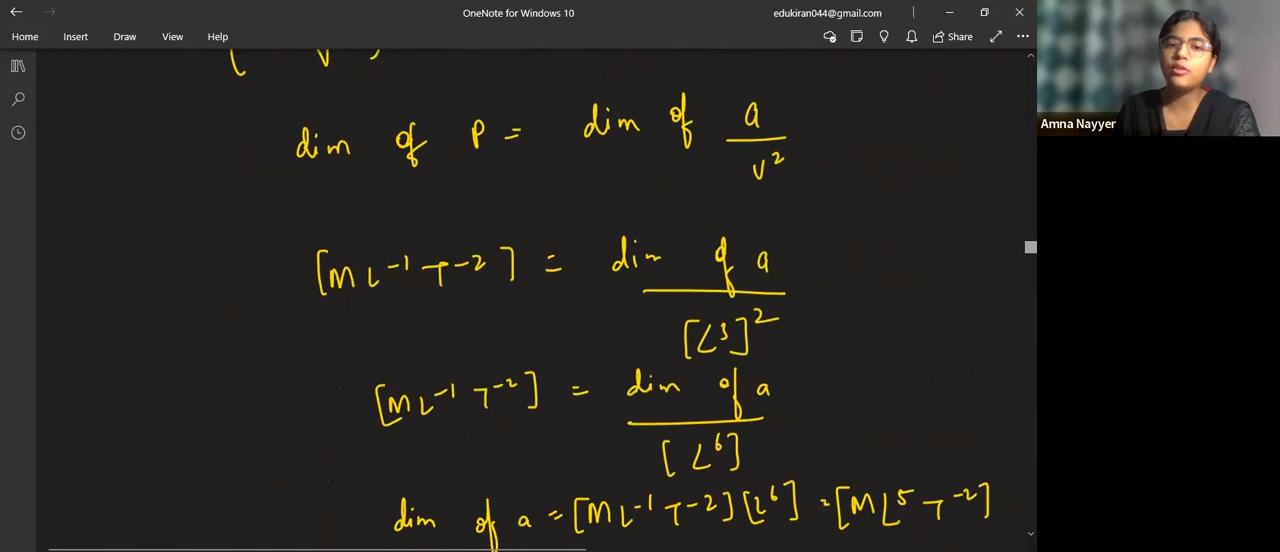 OneNote for Windows 10
edukiran044@gmail.com
Home Insert Draw View Help
Share
Amna Nayyer
dim of P = dim of a
v²
[ML⁻¹T⁻²] = dim of a
[L³]²
[ML⁻¹T⁻²] = dim of a
[L⁶]
dim of a = [ML⁻¹T⁻²][L⁶] = [ML⁵T⁻²]